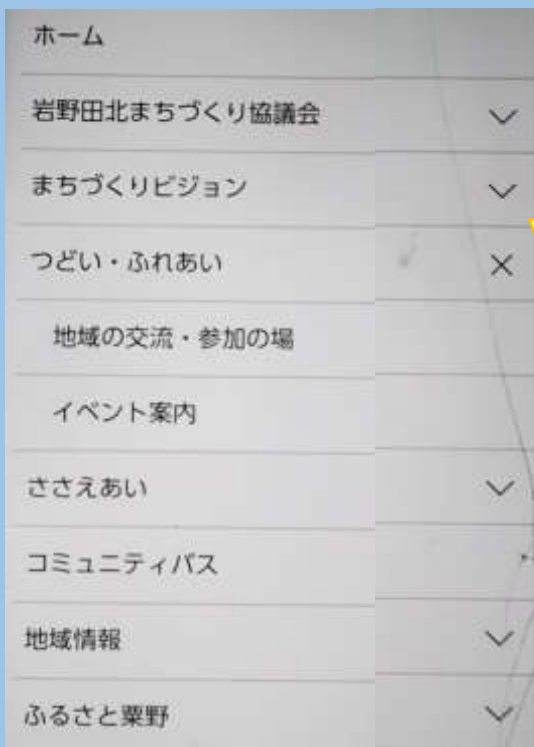 ホーム
岩野田北まちづくり協議会
まちづくりビジョン
つどい・ふれあい
地域の交流・参加の場
イベント案内
ささえあい
コミュニティバス
地域情報
ふるさと粟野